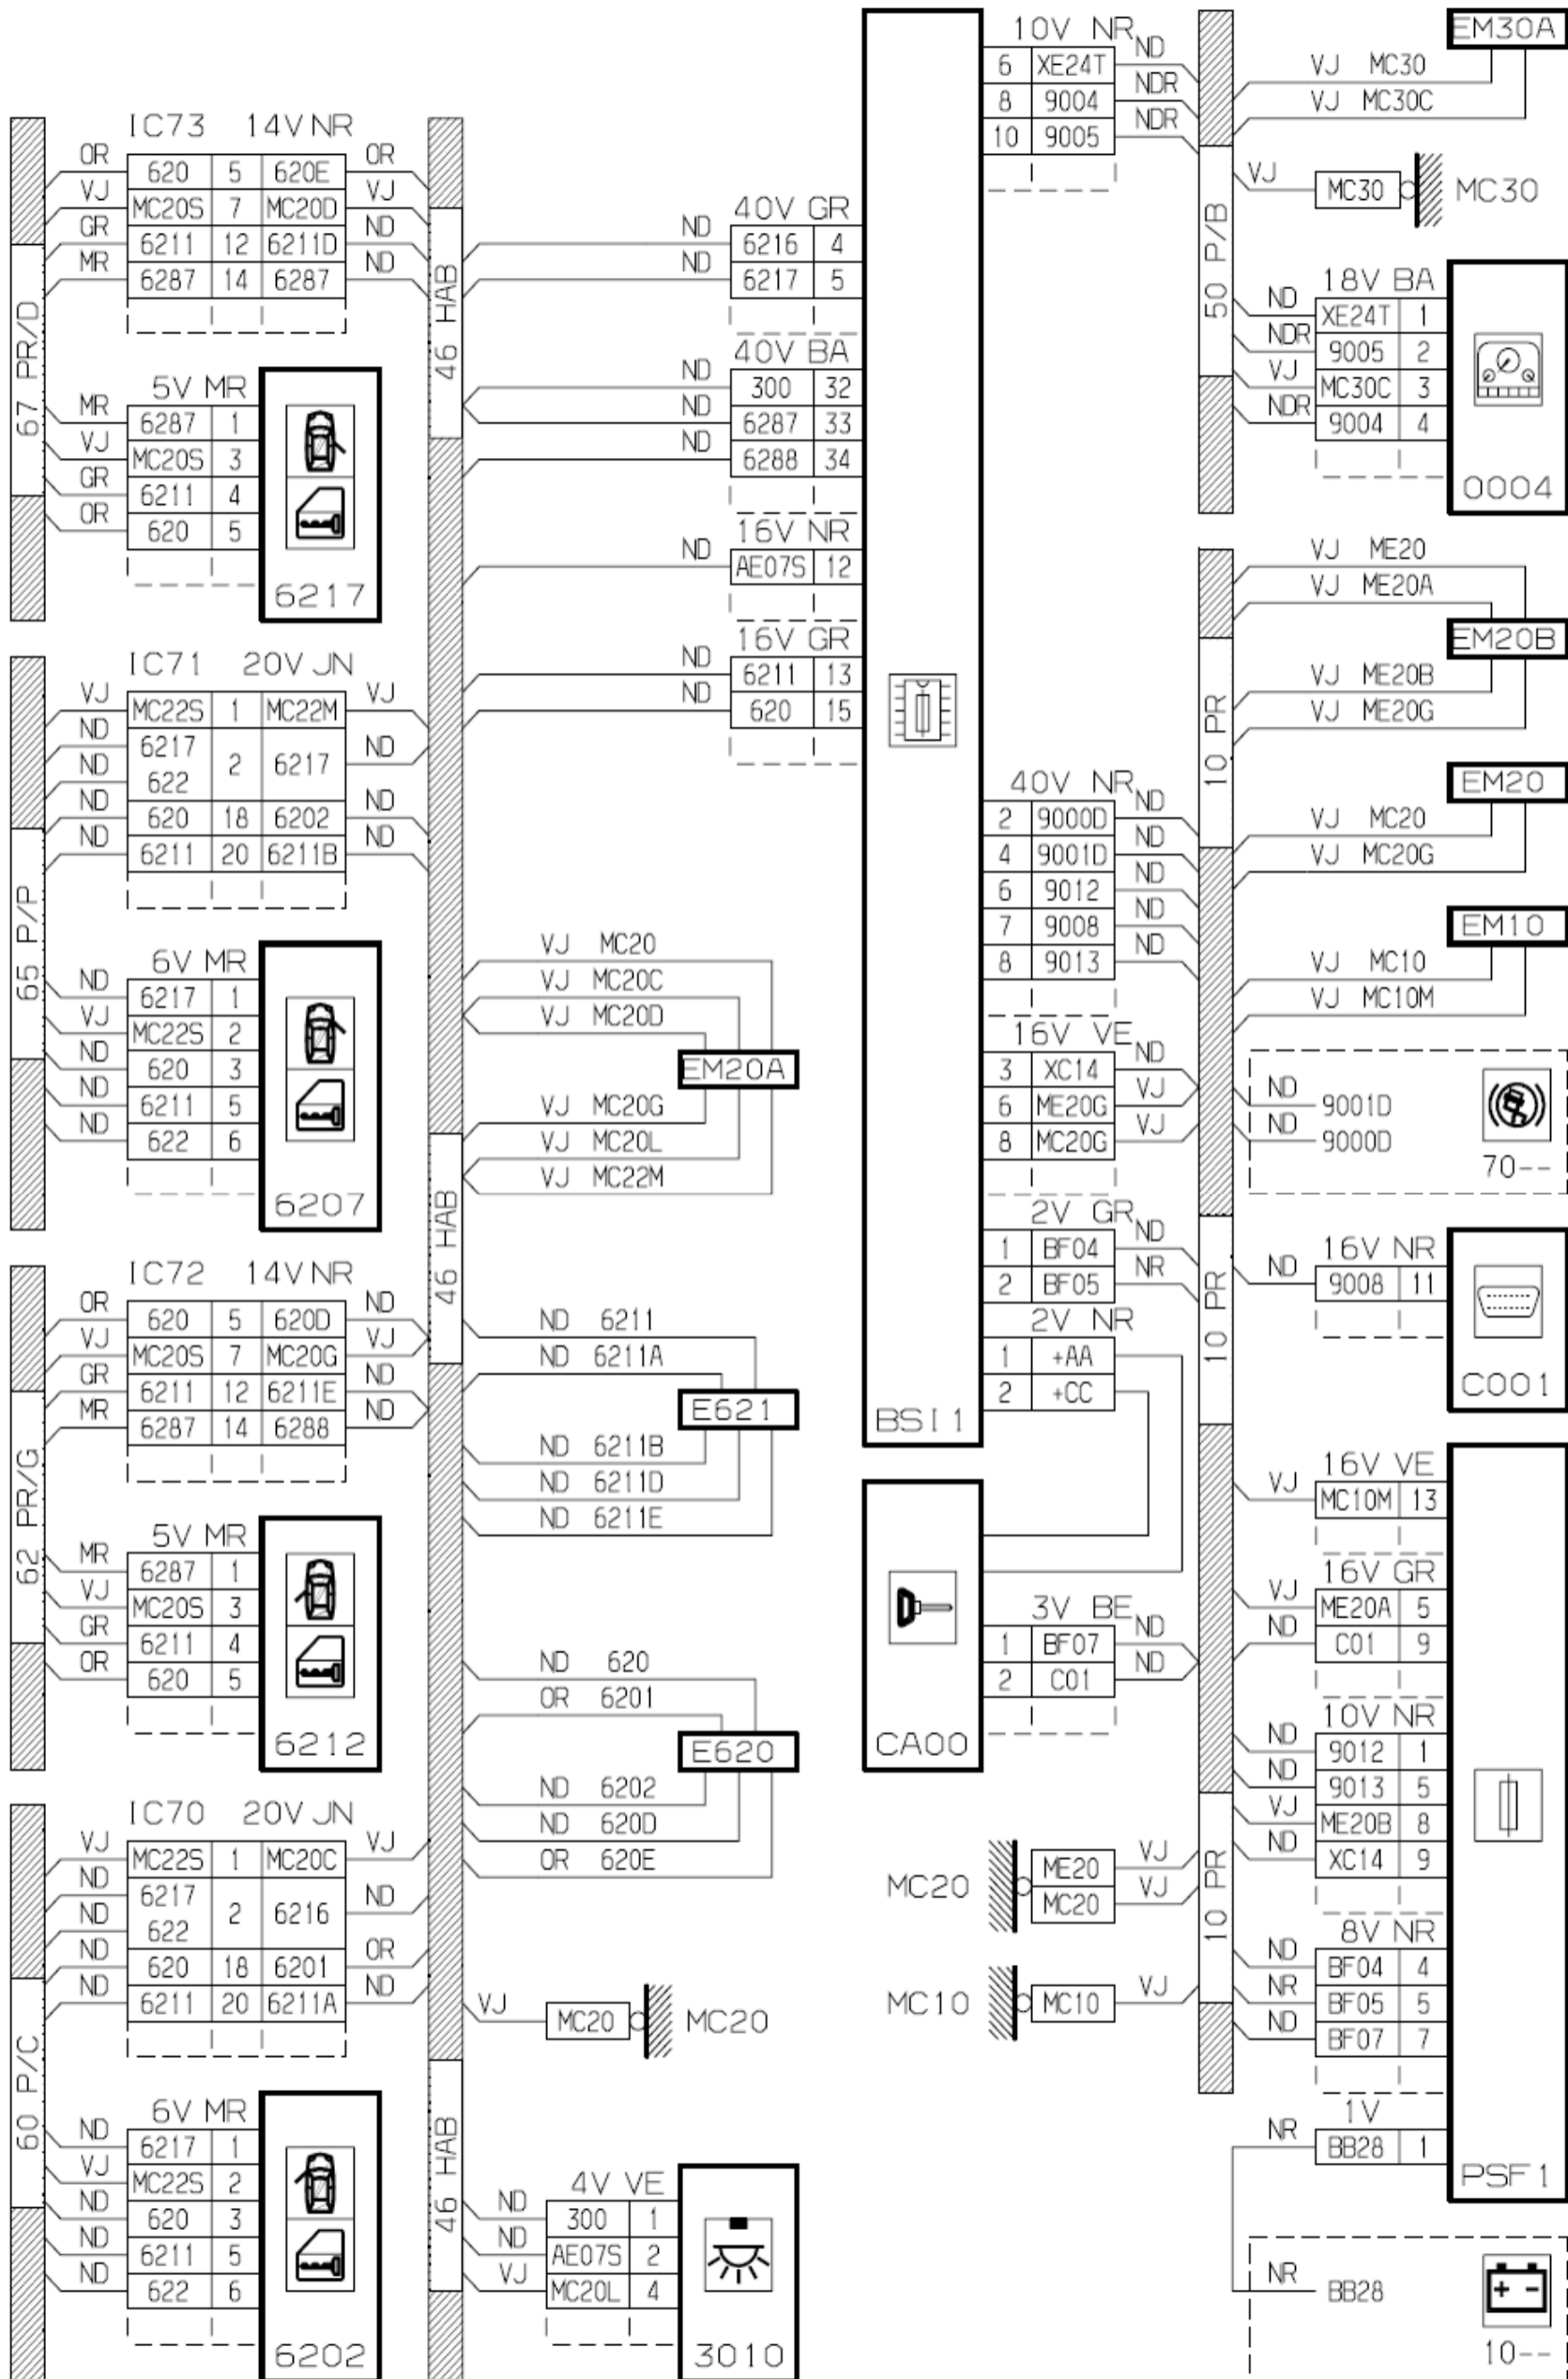 IC73 14V NR
OR 620 5 620E OR
VJ MC20S 7 MC20D VJ
GR 6211 12 6211D ND
MR 6287 14 6287 ND
67 PR/D
5V MR
MR 6287 1
VJ MC20S 3
GR 6211 4
OR 620 5
6217
IC71 20V JN
VJ MC22S 1 MC22M VJ
ND 6217 2 6217 ND
ND 622
ND 620 18 6202 ND
ND 6211 20 6211B ND
65 P/P
6V MR
ND 6217 1
VJ MC22S 2
ND 620 3
ND 6211 5
ND 622 6
6207
IC72 14V NR
OR 620 5 620D ND
VJ MC20S 7 MC20G VJ
GR 6211 12 6211E ND
MR 6287 14 6288 ND
62 PR/G
5V MR
MR 6287 1
VJ MC20S 3
GR 6211 4
OR 620 5
6212
IC70 20V JN
VJ MC22S 1 MC20C VJ
ND 6217 2 6216 ND
ND 622
ND 620 18 6201 OR
ND 6211 20 6211A ND
60 P/C
6V MR
ND 6217 1
VJ MC22S 2
ND 620 3
ND 6211 5
ND 622 6
6202
46 HAB
46 HAB
46 HAB
40V GR
ND 6216 4
ND 6217 5
40V BA
ND 300 32
ND 6287 33
ND 6288 34
16V NR
ND AE07S 12
16V GR
ND 6211 13
ND 620 15
VJ MC20
VJ MC20C
VJ MC20D
EM20A
VJ MC20G
VJ MC20L
VJ MC22M
ND 6211
ND 6211A
E621
ND 6211B
ND 6211D
ND 6211E
ND 620
OR 6201
E620
ND 6202
ND 620D
OR 620E
VJ MC20 MC20
4V VE
ND 300 1
ND AE07S 2
VJ MC20L 4
3010
BSI1
10V NR
6 XE24T ND
8 9004 NDR
10 9005 NDR
40V NR
2 9000D ND
4 9001D ND
6 9012 ND
7 9008 ND
8 9013 ND
16V VE
3 XC14 ND
6 ME20G VJ
8 MC20G VJ
2V GR
1 BF04 ND
2 BF05 NR
2V NR
1 +AA
2 +CC
CA00
3V BE
1 BF07 ND
2 C01 ND
MC20 ME20 VJ
MC20 VJ
MC10 MC10 VJ
50 P/B
10 PR
10 PR
10 PR
EM30A
VJ MC30
VJ MC30C
VJ MC30 MC30
18V BA
ND XE24T 1
NDR 9005 2
VJ MC30C 3
NDR 9004 4
0004
VJ ME20
VJ ME20A
EM20B
VJ ME20B
VJ ME20G
EM20
VJ MC20
VJ MC20G
EM10
VJ MC10
VJ MC10M
ND 9001D
ND 9000D
70--
16V NR
ND 9008 11
C001
16V VE
VJ MC10M 13
16V GR
VJ ME20A 5
ND C01 9
10V NR
ND 9012 1
ND 9013 5
VJ ME20B 8
ND XC14 9
8V NR
ND BF04 4
NR BF05 5
ND BF07 7
1V
NR BB28 1
PSF1
NR BB28
10--